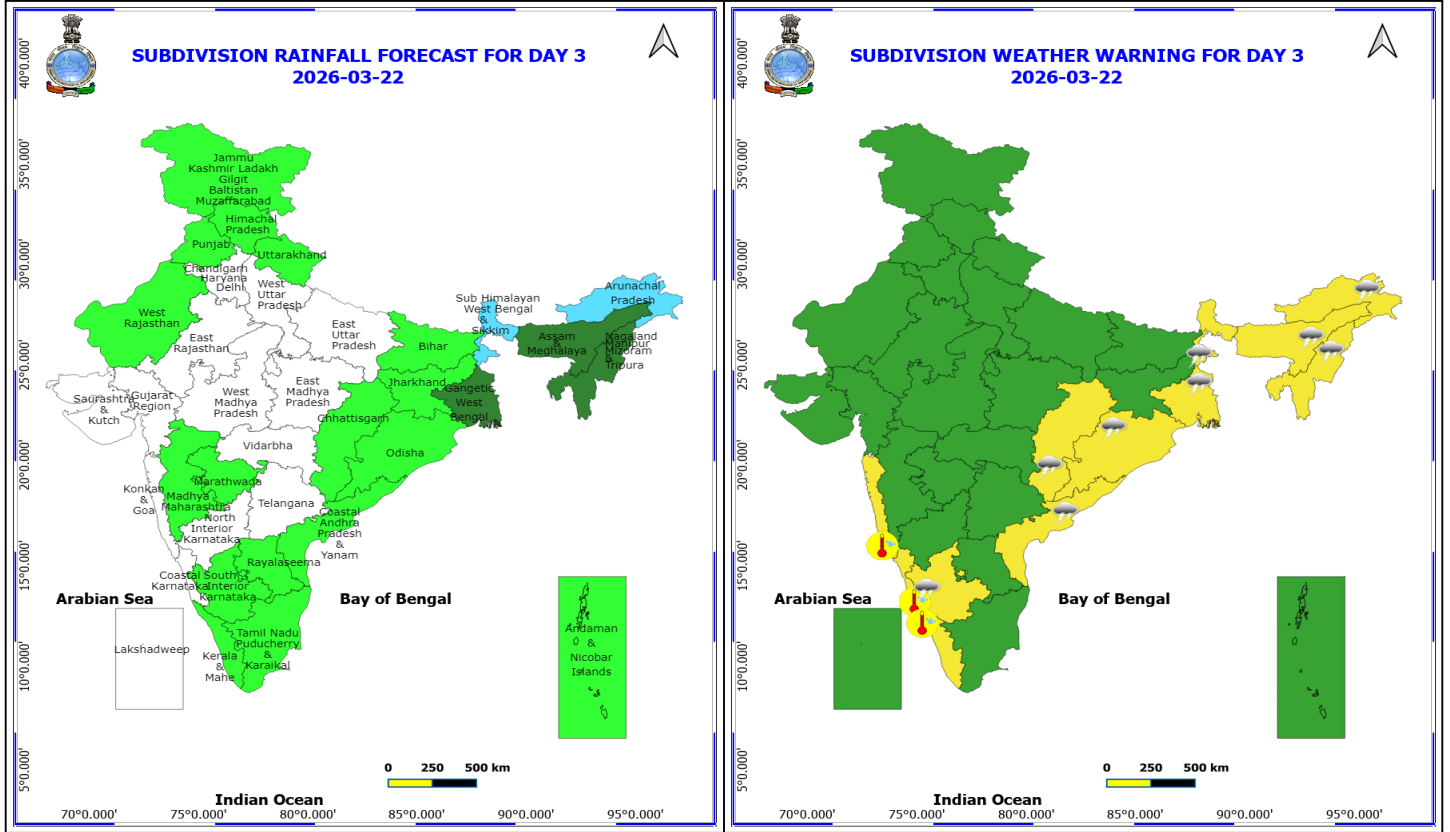 SUBDIVISION RAINFALL FORECAST FOR DAY 3
2026-03-22
40°0.000'
35°0.000'
30°0.000'
25°0.000'
20°0.000'
15°0.000'
10°0.000'
5°0.000'
Jammu
Kashmir Ladakh
Gilgit
Baltistan
Muzaffarabad
Himachal
Pradesh
Punjab
Uttarakhand
Chandigarh
Haryana
Delhi
West
Uttar
Pradesh
West
Rajasthan
East
Rajasthan
East
Uttar
Pradesh
Sub Himalayan
West Bengal
&
Sikkim
Arunachal
Pradesh
Assam
&
Meghalaya
Nagaland
Manipur
Mizoram
&
Tripura
Bihar
Jharkhand
Gangetic
West
Bengal
Saurashtra
&
Kutch
Gujarat
Region
West
Madhya
Pradesh
East
Madhya
Pradesh
Chhattisgarh
Vidarbha
Odisha
Konkan
&
Goa
Madhya
Maharashtra
Marathwada
Telangana
North
Interior
Karnataka
Coastal
Andhra
Pradesh
&
Yanam
Rayalaseema
Coastal
Karnataka
South
Interior
Karnataka
Arabian Sea
Bay of Bengal
Lakshadweep
Kerala
&
Mahe
Tamil Nadu
Puducherry
&
Karaikal
Andaman
&
Nicobar
Islands
0 250 500 km
Indian Ocean
70°0.000' 75°0.000' 80°0.000' 85°0.000' 90°0.000' 95°0.000'
SUBDIVISION WEATHER WARNING FOR DAY 3
2026-03-22
40°0.000'
35°0.000'
30°0.000'
25°0.000'
20°0.000'
15°0.000'
10°0.000'
5°0.000'
Arabian Sea
Bay of Bengal
0 250 500 km
Indian Ocean
70°0.000' 75°0.000' 80°0.000' 85°0.000' 90°0.000' 95°0.000'